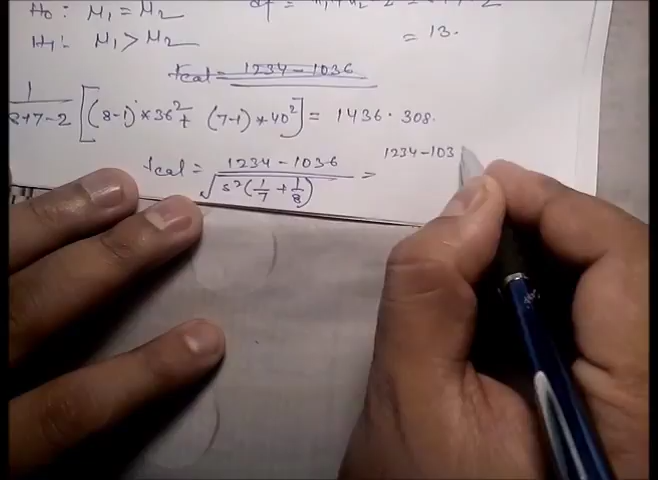 H₀: μ₁ = μ₂
H₁: μ₁ > μ₂
= 13.
tcal = 1234 - 1036
1/(8+7-2) [(8-1)*36² + (7-1)*40²] = 1436.308.
tcal = (1234 - 1036)/√(s²(1/7 + 1/8)) = 1234-103